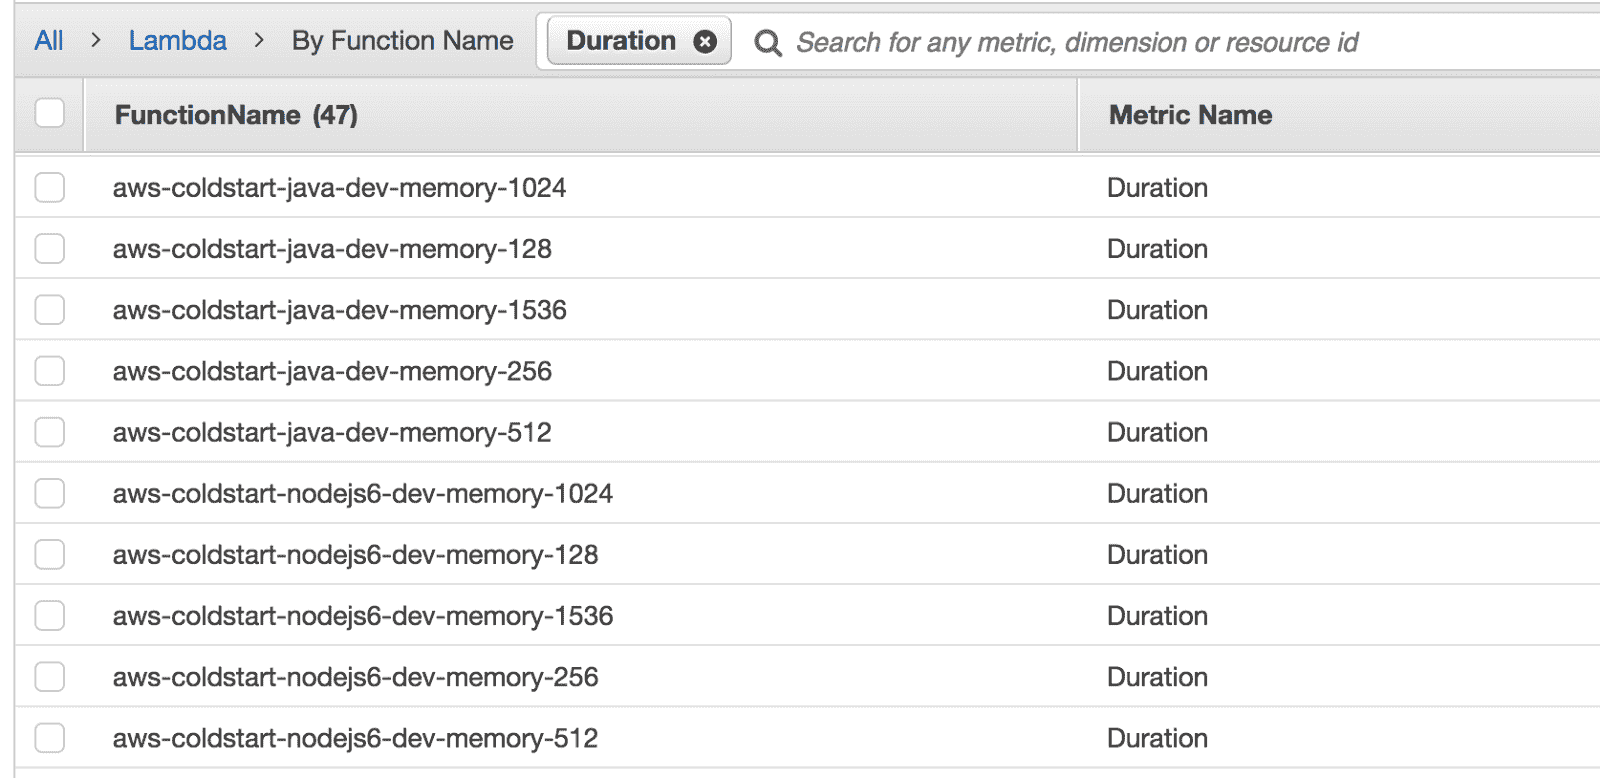 All > Lambda > By Function Name Duration Search for any metric, dimension or resource id
FunctionName (47) Metric Name
aws-coldstart-java-dev-memory-1024 Duration
aws-coldstart-java-dev-memory-128 Duration
aws-coldstart-java-dev-memory-1536 Duration
aws-coldstart-java-dev-memory-256 Duration
aws-coldstart-java-dev-memory-512 Duration
aws-coldstart-nodejs6-dev-memory-1024 Duration
aws-coldstart-nodejs6-dev-memory-128 Duration
aws-coldstart-nodejs6-dev-memory-1536 Duration
aws-coldstart-nodejs6-dev-memory-256 Duration
aws-coldstart-nodejs6-dev-memory-512 Duration